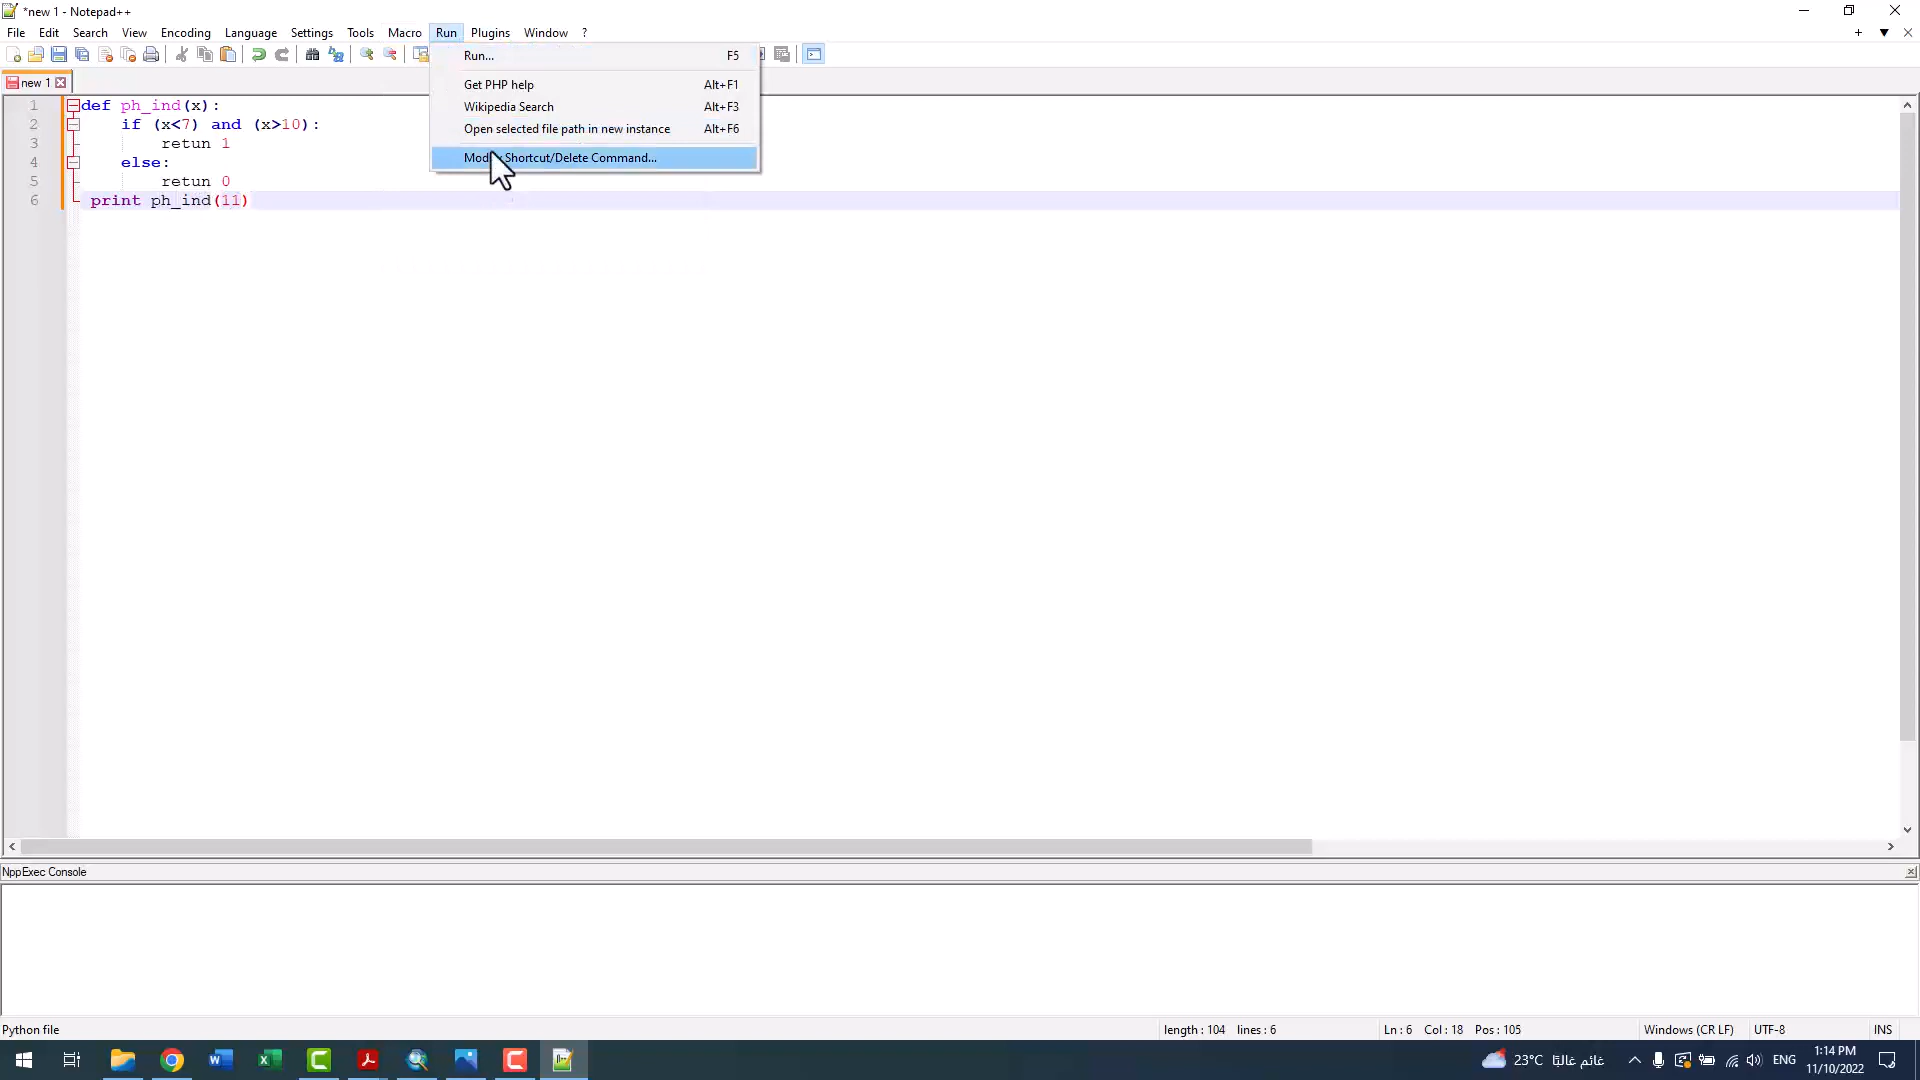 *new 1 - Notepad++
File Edit Search View Encoding Language Settings Tools Macro Run Plugins Window ?
Run... F5
new 1
Get PHP help Alt+F1
Wikipedia Search Alt+F3
Open selected file path in new instance Alt+F6
Shortcut/Delete Command...
1 def ph_ind(x):
2 if (x<7) and (x>10):
3 retun 1
4 else:
5 retun 0
6 print ph_ind(11)
NppExec Console
Python file length : 104 lines : 6 Ln : 6 Col : 18 Pos : 105 Windows (CR LF) UTF-8 INS
23°C غائم غالبًا ENG 1:14 PM
11/10/2022